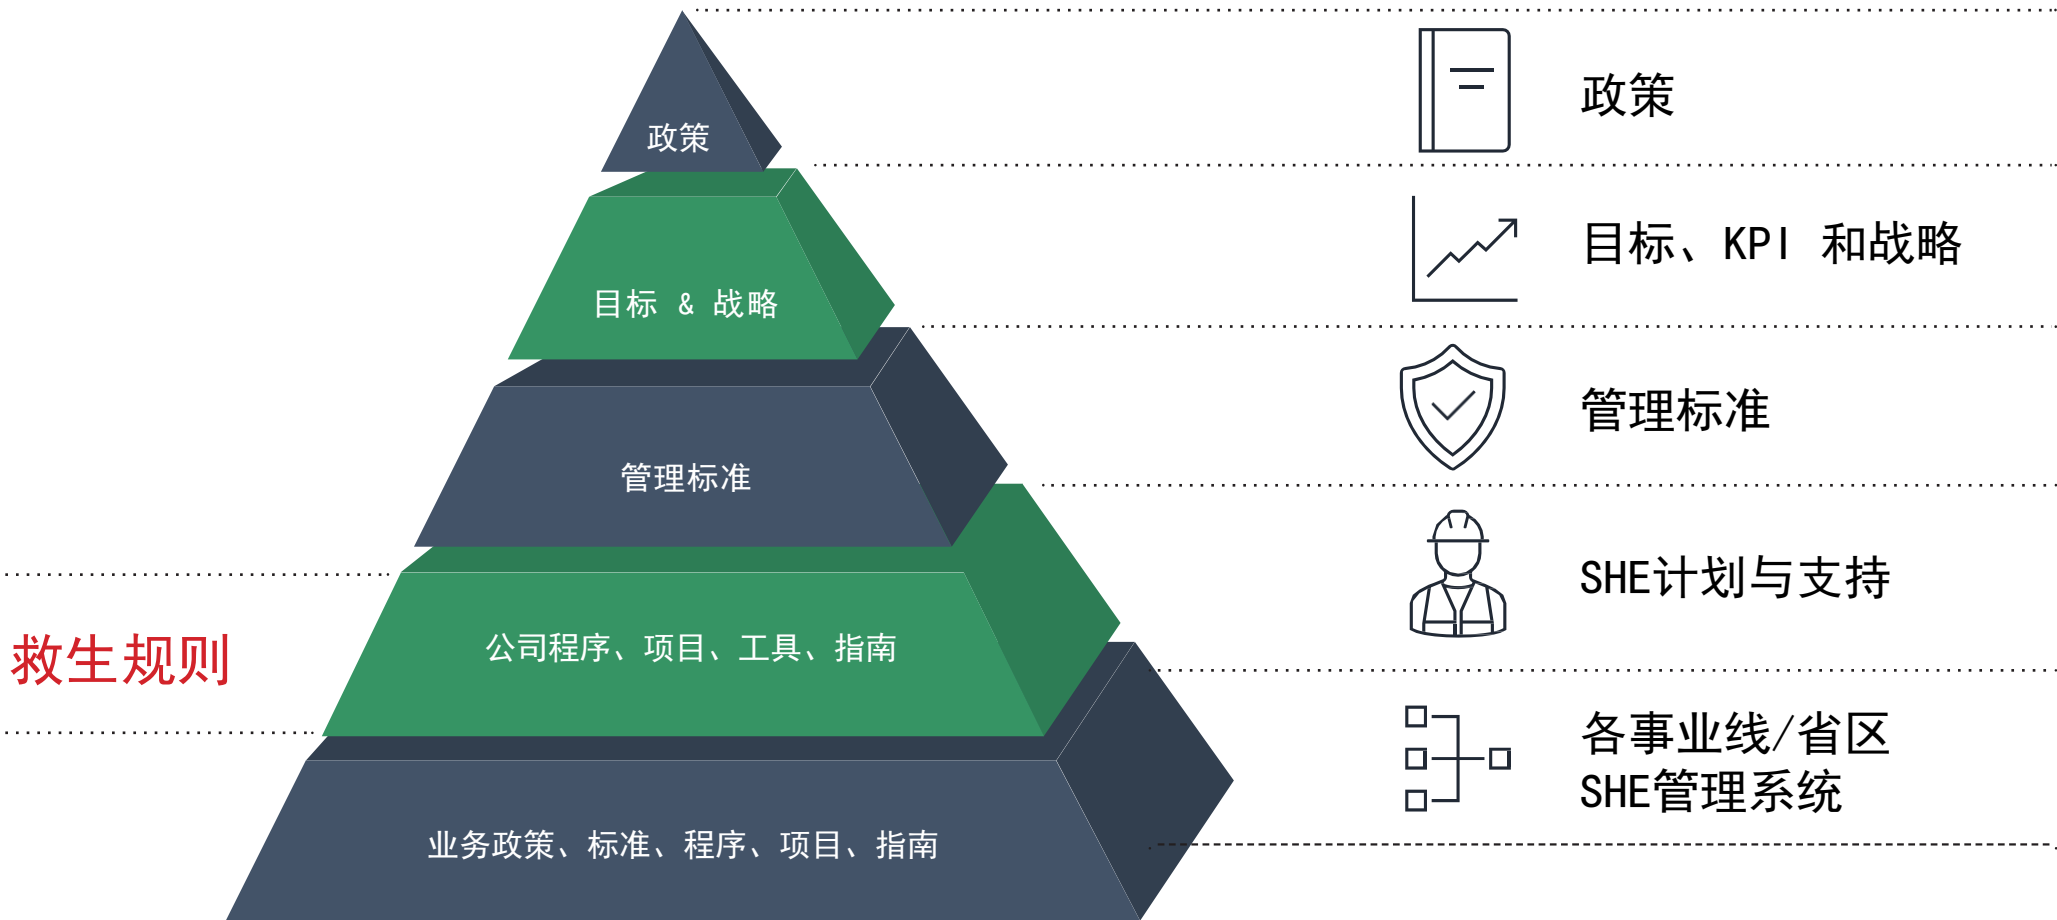 政策
政策
目标 & 战略
目标、KPI 和战略
管理标准
管理标准
救生规则
公司程序、项目、工具、指南
SHE计划与支持
业务政策、标准、程序、项目、指南
各事业线/省区
SHE管理系统